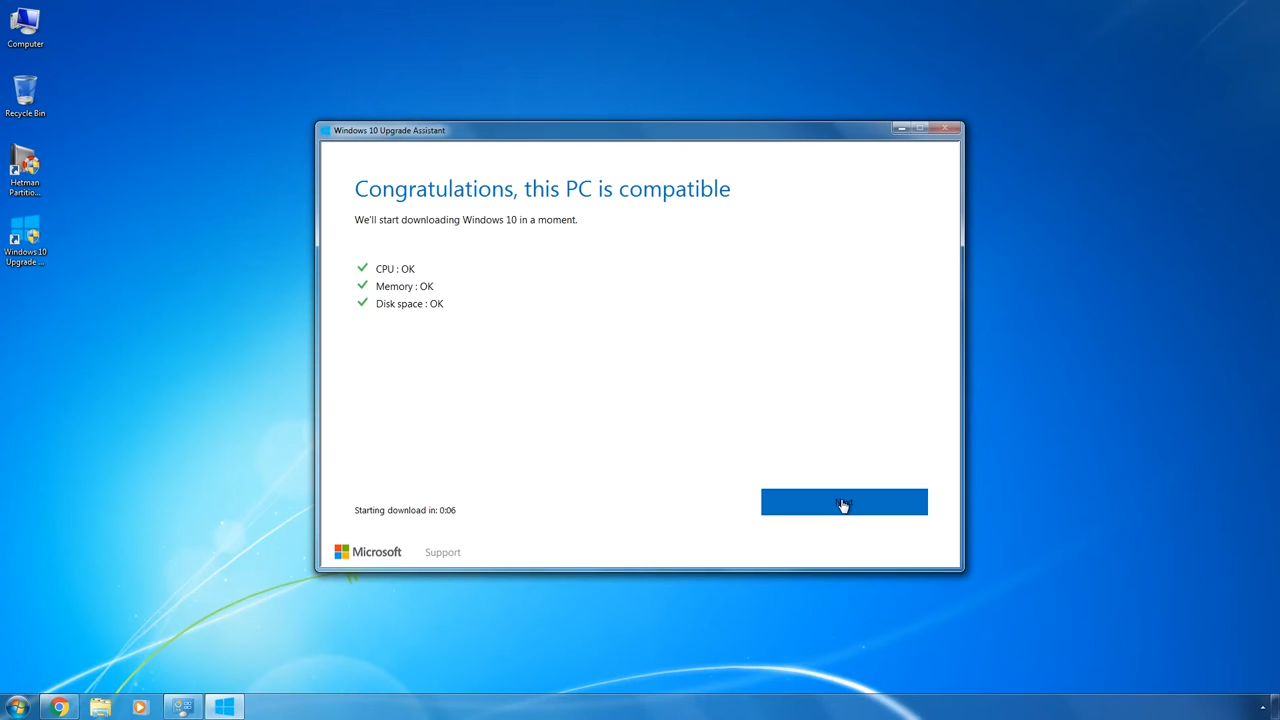 Computer
Recycle Bin
Hetman
Partitio...
Windows 10
Upgrade ...
Windows 10 Upgrade Assistant
Congratulations, this PC is compatible
We'll start downloading Windows 10 in a moment.
CPU : OK
Memory : OK
Disk space : OK
Next
Starting download in: 0:06
Microsoft
Support